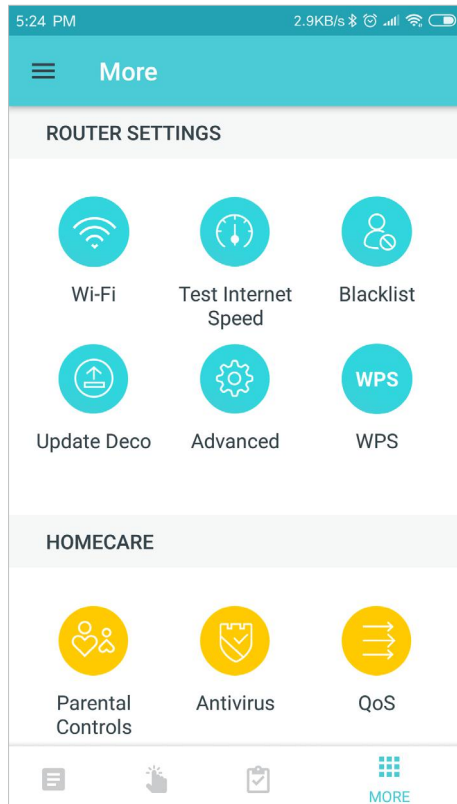 5:24 PM 2.9KB/s
More
ROUTER SETTINGS
Wi-Fi Test Internet Speed Blacklist
Update Deco Advanced WPS WPS
HOMECARE
Parental Controls Antivirus QoS
MORE